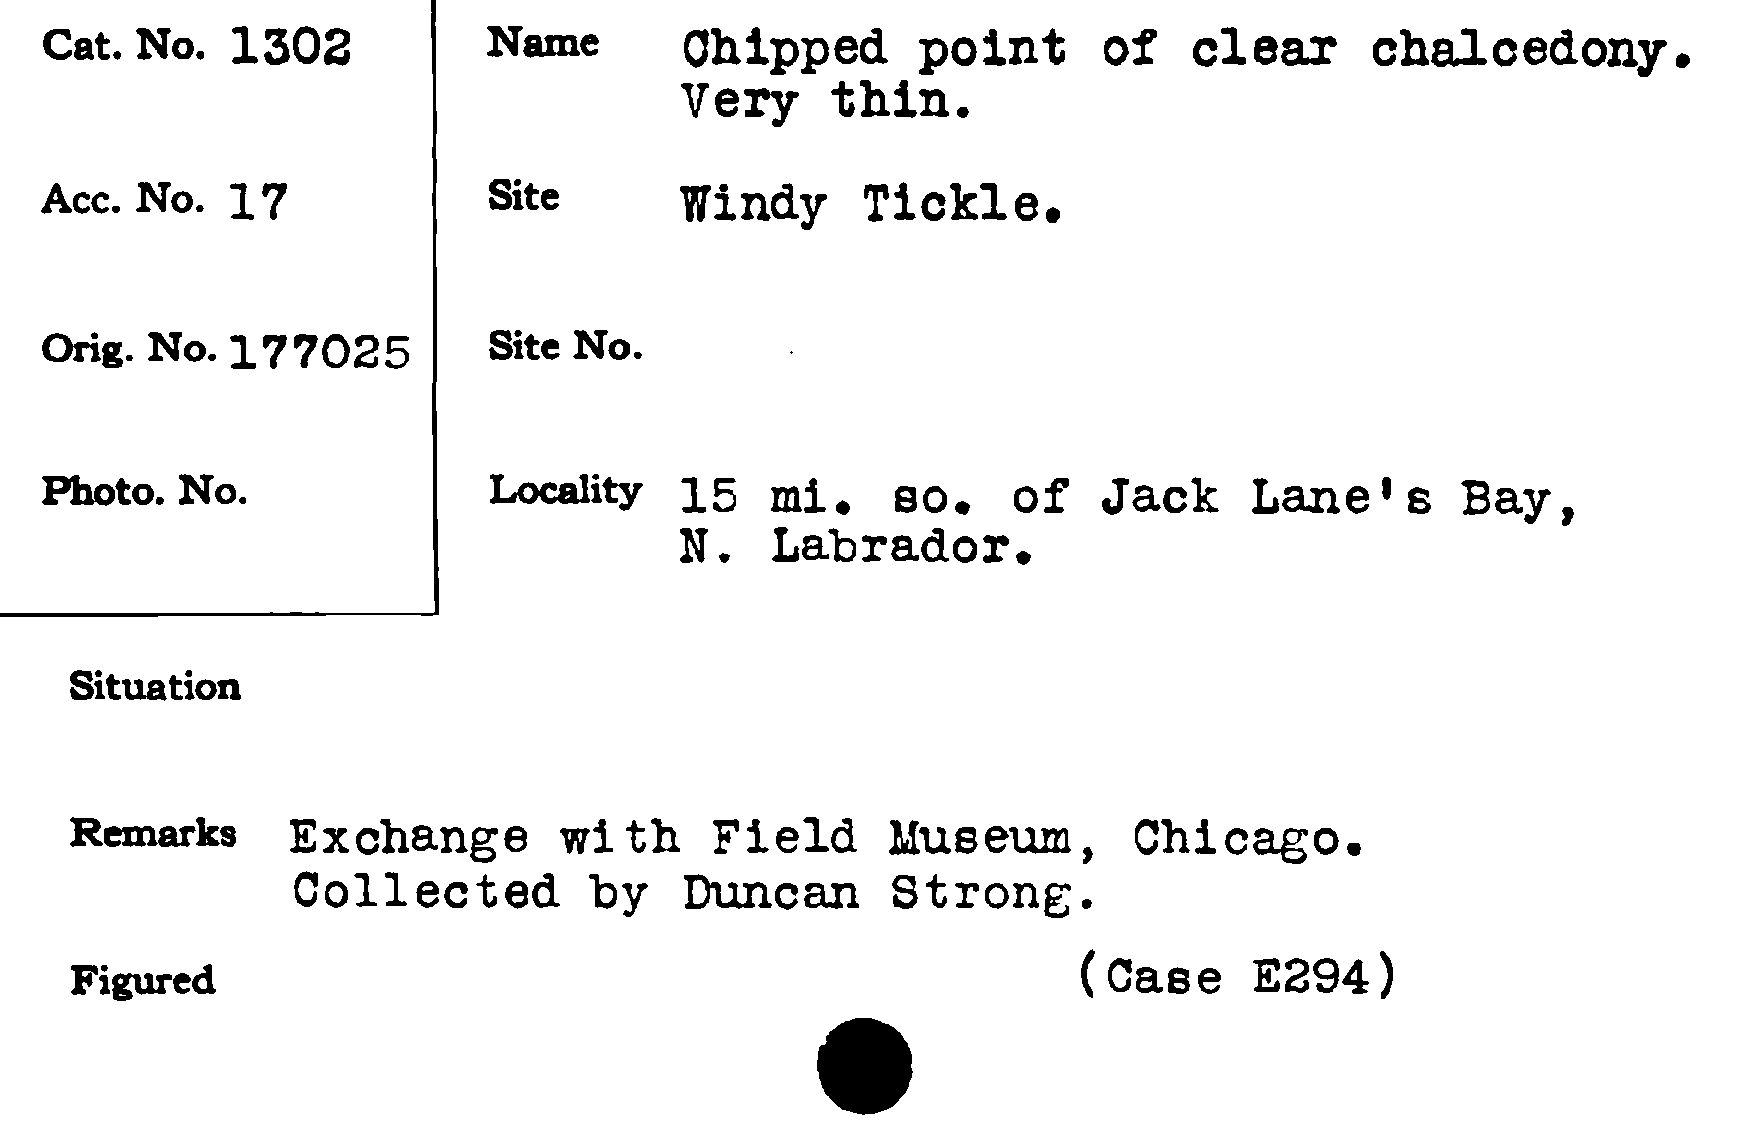 Cat. No. 1302
Name Chipped point of clear chalcedony.
Very thin.
Acc. No. 17
Site Windy Tickle.
Orig. No. 177025
Site No.
Photo. No.
Locality 15 mi. so. of Jack Lane's Bay,
N. Labrador.
Situation
Remarks Exchange with Field Museum, Chicago.
Collected by Duncan Strong.
Figured (Case E294)